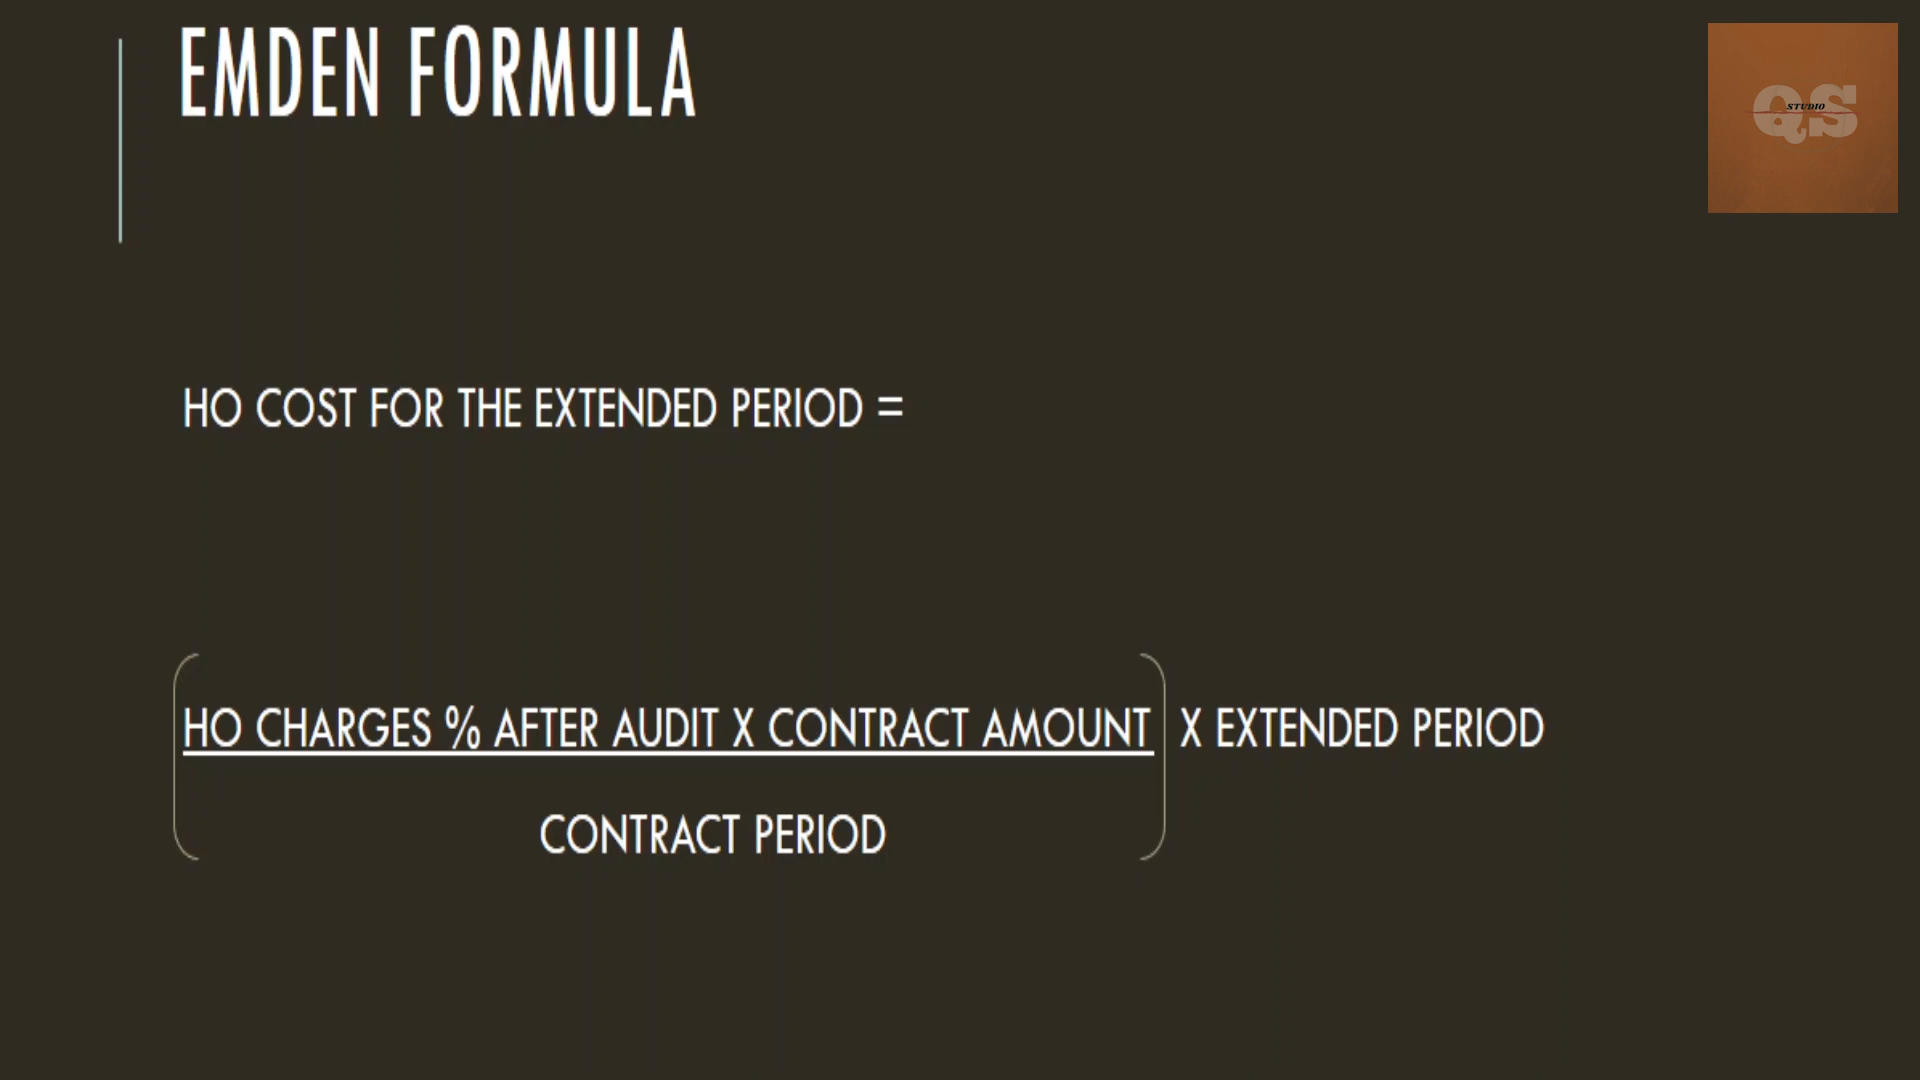 EMDEN FORMULA
QS
STUDIO
HO COST FOR THE EXTENDED PERIOD =
HO CHARGES % AFTER AUDIT X CONTRACT AMOUNT X EXTENDED PERIOD
CONTRACT PERIOD